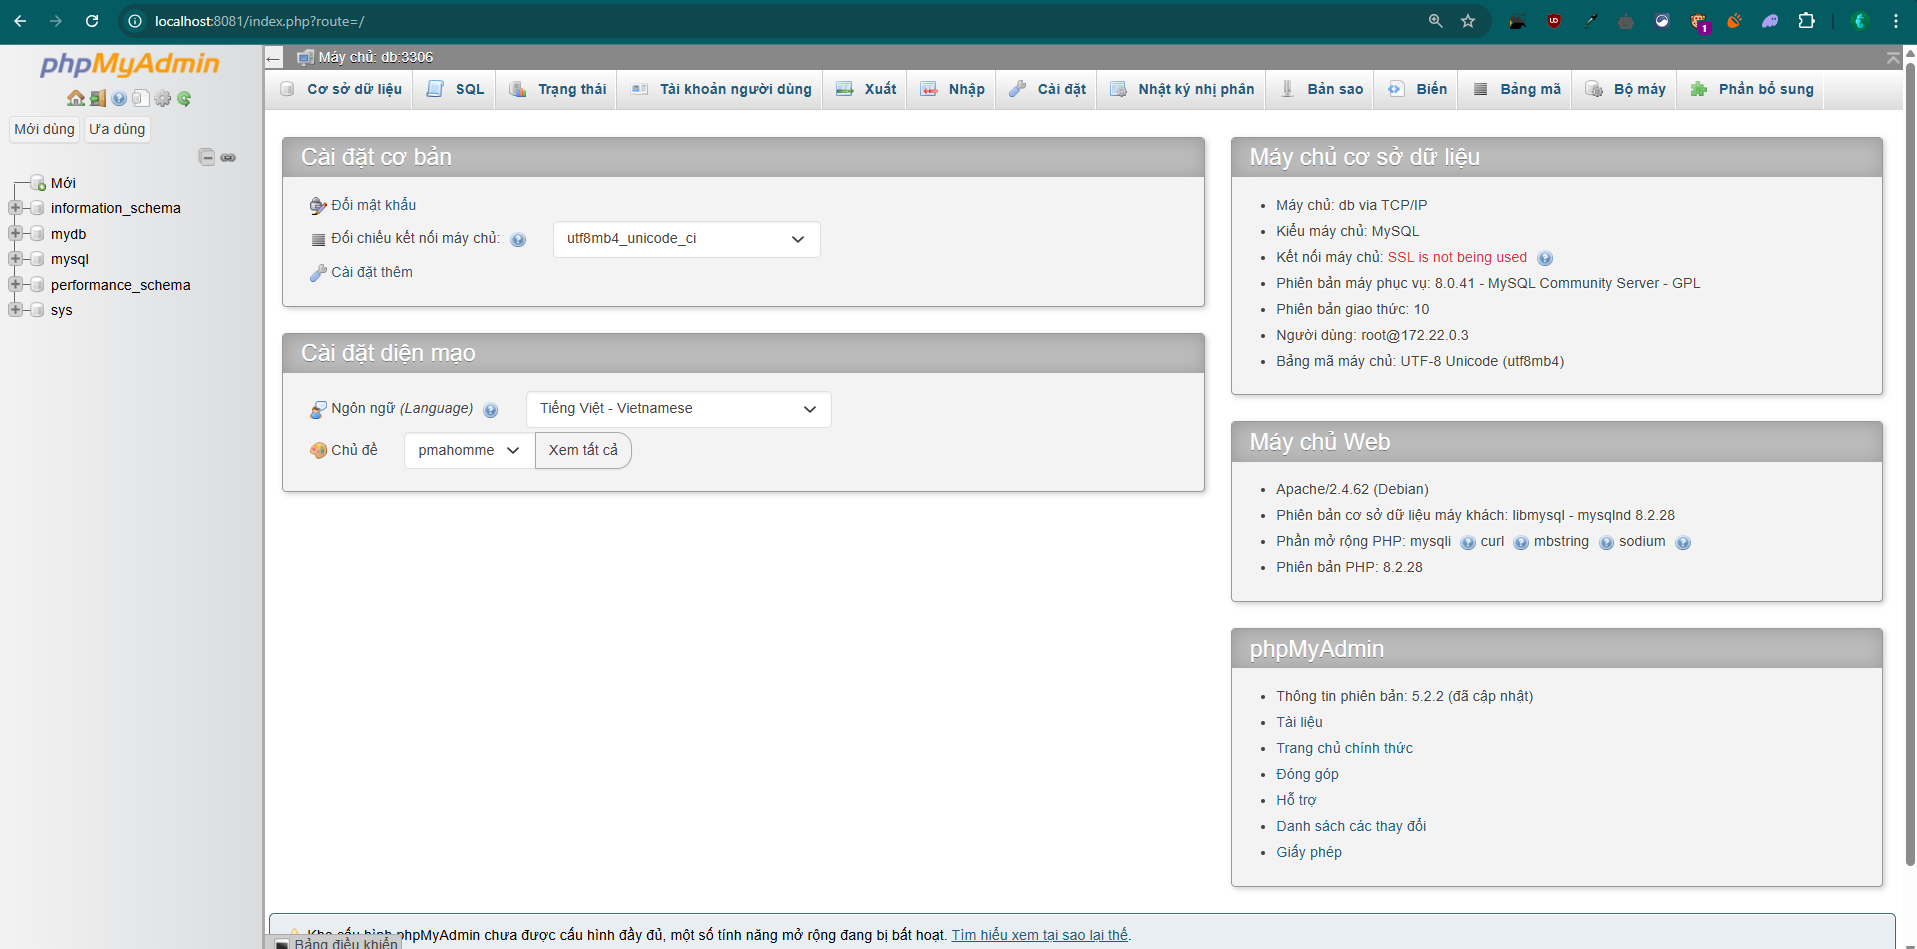 localhost:8081/index.php?route=/
phpMyAdmin
Mới dùng Ưa dùng
Mới
information_schema
mydb
mysql
performance_schema
sys
Máy chủ: db:3306
Cơ sở dữ liệu SQL Trạng thái Tài khoản người dùng Xuất Nhập Cài đặt Nhật ký nhị phân Bản sao Biến Bảng mã Bộ máy Phần bổ sung
Cài đặt cơ bản
Đổi mật khẩu
Đối chiếu kết nối máy chủ: utf8mb4_unicode_ci
Cài đặt thêm
Cài đặt diện mạo
Ngôn ngữ (Language) Tiếng Việt - Vietnamese
Chủ đề pmahomme Xem tất cả
Máy chủ cơ sở dữ liệu
Máy chủ: db via TCP/IP
Kiểu máy chủ: MySQL
Kết nối máy chủ: SSL is not being used
Phiên bản máy phục vụ: 8.0.41 - MySQL Community Server - GPL
Phiên bản giao thức: 10
Người dùng: root@172.22.0.3
Bảng mã máy chủ: UTF-8 Unicode (utf8mb4)
Máy chủ Web
Apache/2.4.62 (Debian)
Phiên bản cơ sở dữ liệu máy khách: libmysql - mysqlnd 8.2.28
Phần mở rộng PHP: mysqli curl mbstring sodium
Phiên bản PHP: 8.2.28
phpMyAdmin
Thông tin phiên bản: 5.2.2 (đã cập nhật)
Tài liệu
Trang chủ chính thức
Đóng góp
Hỗ trợ
Danh sách các thay đổi
Giấy phép
Kho cấu hình phpMyAdmin chưa được cấu hình đầy đủ, một số tính năng mở rộng đang bị bất hoạt. Tìm hiểu xem tại sao lại thế.
Bảng điều khiển